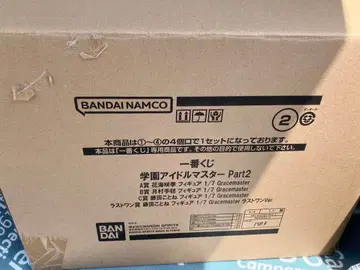 BANDAI NAMCO
②
本商品は①～④の4個口で1セットになっております。
本品は「一番くじ」専用商品です。その他の目的で使用しないで下さい。
一番くじ
学園アイドルマスター Part2
A賞 花海咲季 フィギュア 1/7 Gracemaster
B賞 月村手毬 フィギュア 1/7 Gracemaster
C賞 藤田ことね フィギュア 1/7 Gracemaster
ラストワン賞 藤田ことね フィギュア 1/7 Gracemaster ラストワンVer
BAN
DAI